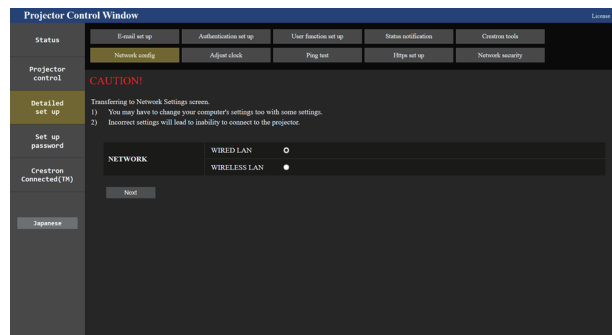 Projector Control Window
License
Status
Projector
control
Detailed
set up
Set up
password
Crestron
Connected(TM)
Japanese
E-mail set up
Authentication set up
User function set up
Status notification
Crestron tools
Network config
Adjust clock
Ping test
Https set up
Network security
CAUTION!
Transferring to Network Settings screen.
1) You may have to change your computer's settings too with some settings.
2) Incorrect settings will lead to inability to connect to the projector.
NETWORK
WIRED LAN
WIRELESS LAN
Next